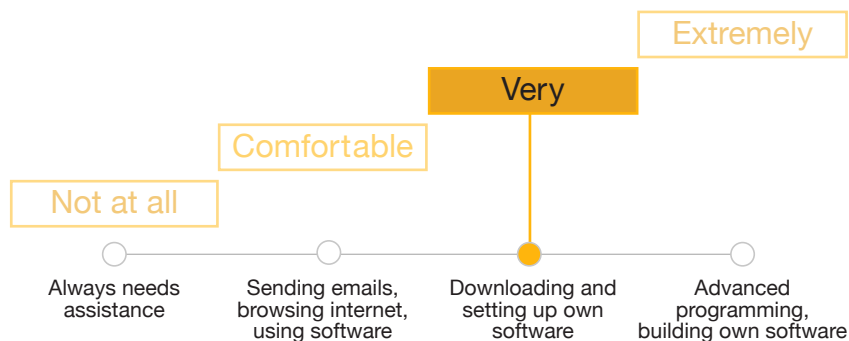 Extremely
Very
Comfortable
Not at all
Always needs
assistance
Sending emails,
browsing internet,
using software
Downloading and
setting up own
software
Advanced
programming,
building own software